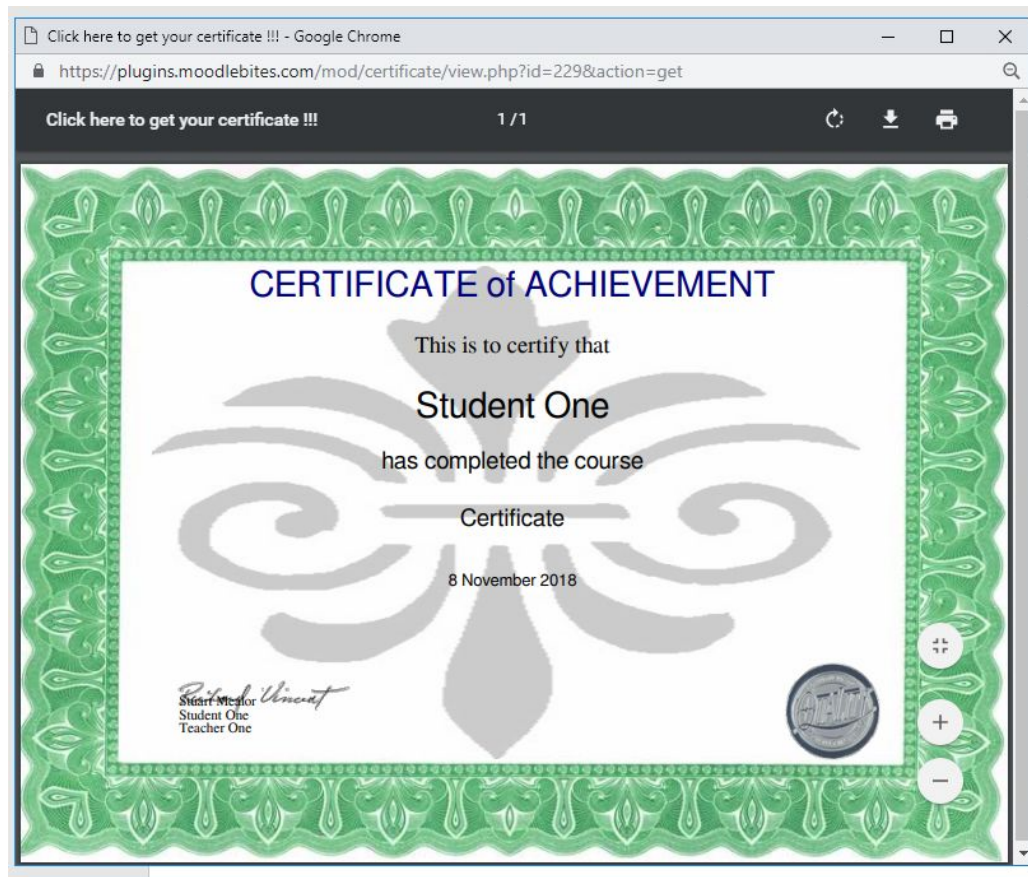 Click here to get your certificate !!! - Google Chrome
https://plugins.moodlebites.com/mod/certificate/view.php?id=229&action=get
Click here to get your certificate !!! 1 / 1
CERTIFICATE of ACHIEVEMENT
This is to certify that
Student One
has completed the course
Certificate
8 November 2018
Stuart Mealor
Student One
Teacher One